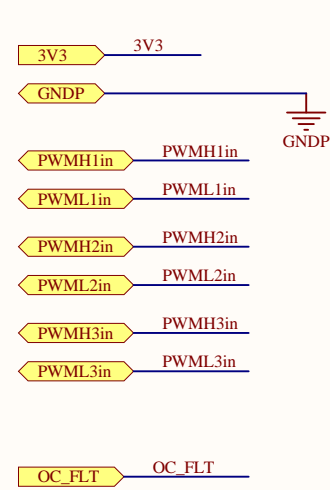 3V3 3V3
GNDP
GNDP
PWMH1in PWMH1in
PWML1in PWML1in
PWMH2in PWMH2in
PWML2in PWML2in
PWMH3in PWMH3in
PWML3in PWML3in
OC_FLT OC_FLT